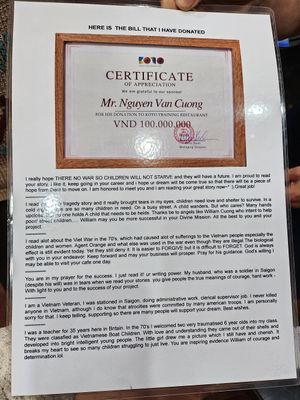 HERE IS THE BILL THAT I HAVE DONATED
KOTO
CERTIFICATE
OF APPRECIATION
We are grateful to our sponsor
Mr. Nguyen Van Cuong
FOR HIS DONATION TO KOTO TRAINING RESTAURANT
VND 100.000.000
I really hope THERE NO WAR SO CHILDREN WILL NOT STARVE and they will have a future. I am proud to read
your story, I like it, keep going in your career and I hope or dream will be come true so that there will be a piece of
hope from them to move on. I am honored to meet you and I am reading your great story now~ :).Great job!
I read tragedy story and it really brought tears in my eyes, children need love and shelter to survive. In a
cold are so many children in need. On a busy street. A child wanders. But who cares? Many hands
one holds A child that needs to be holds. Thanks to angels like William Cuong who intent to help
poor street children. William may you be more successful in your Divine Mission. All the best to you and your
project.
I read alot about the Viet War in the 70's, which had caused alot of sufferings to the Vietnam people especially the
children and women. Agent Orange and what else was used in the war even though they are Illegal The biological
effect is still evident today. Yet they still deny it. It is easier to FORGIVE but it is difficult to FORGET. God is always
with you in your endeavor. Keep forward and may your business will prosper. Pray for his guidance. God's willing I
may be able to visit your cafe one day.
You are in my prayer for the success. I just read it! ur writing power. My husband, who was a soldier in Saigon
(despite his will) was in tears when we read your stories. you give people the true meanings of courage, hard work -
With light to you and to the success of your project.
I am a Vietnam Veteran, I was stationed in Saigon, doing administrative work, clerical supervisor job. I never killed
anyone in Vietnam, although I do know that atrocities were committed by many american troops. I am personally
sorry for that. I keep telling, supporting so there are many people will support your dream. Best wishes.
I was a teacher for 35 years here in Britain. In the 70's I welcomed two very traumatised 6 year olds into my class.
They were classified as Vietnamese Boat Children. With love and understanding they came out of their shells and
developed into bright intelligent young people. The little girl drew me a picture which I still have and cherish. It
breaks my heart to see so many children struggling to just live. You are inspiring evidence William of courage and
determination lol.